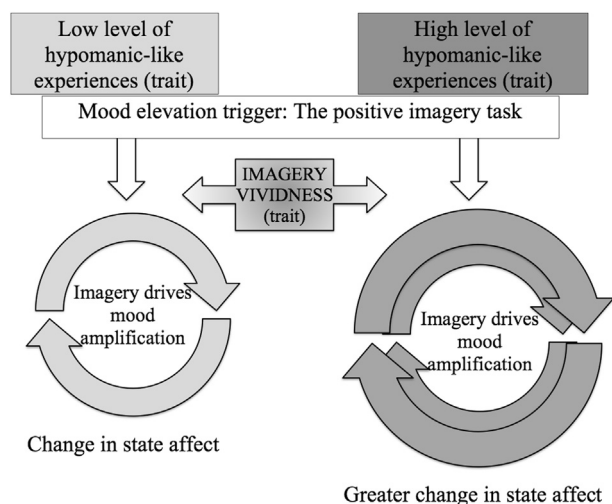 Low level of
hypomanic-like
experiences (trait)
High level of
hypomanic-like
experiences (trait)
Mood elevation trigger: The positive imagery task
IMAGERY
VIVIDNESS
(trait)
Imagery drives
mood
amplification
Imagery drives
mood
amplification
Change in state affect
Greater change in state affect